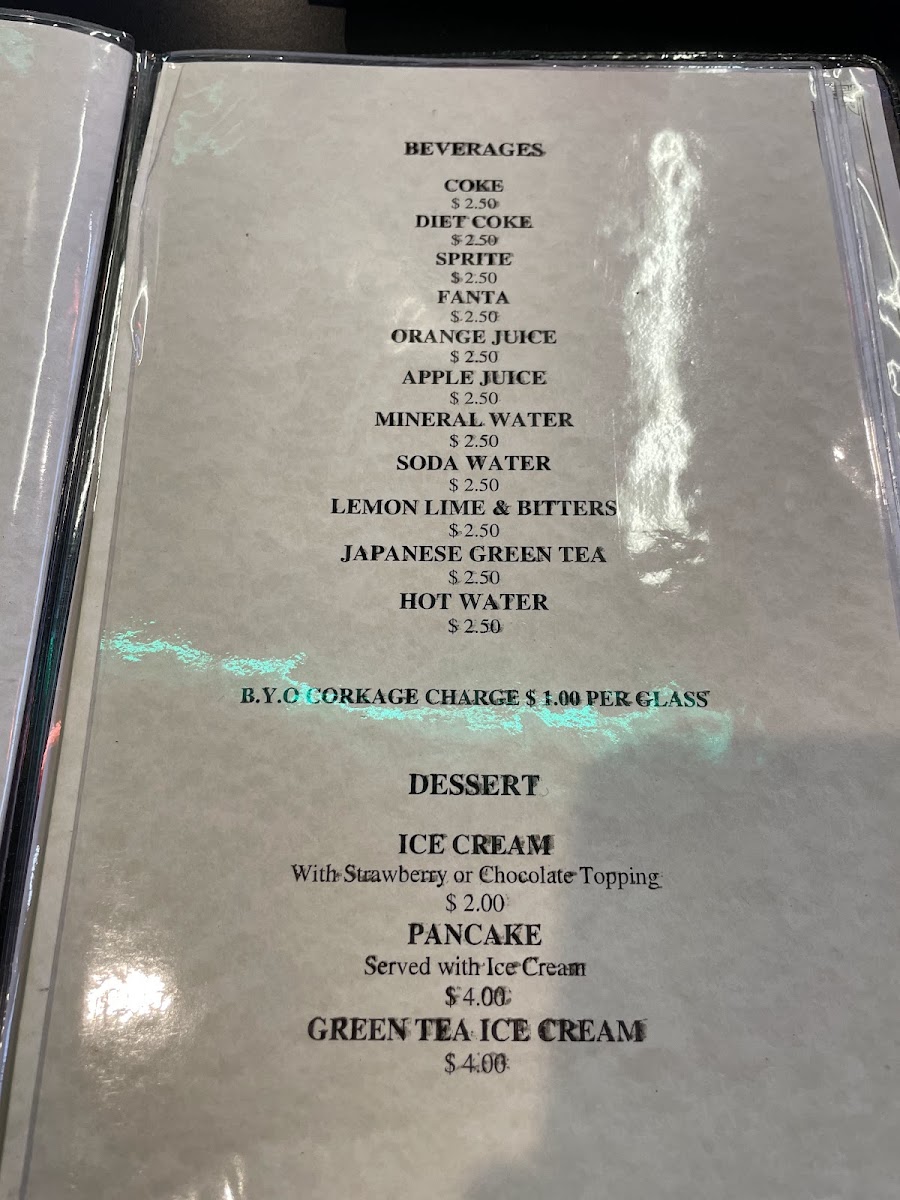 BEVERAGES
COKE
$ 2.50
DIET COKE
$ 2.50
SPRITE
$ 2.50
FANTA
$ 2.50
ORANGE JUICE
$ 2.50
APPLE JUICE
$ 2.50
MINERAL WATER
$ 2.50
SODA WATER
$ 2.50
LEMON LIME & BITTERS
$ 2.50
JAPANESE GREEN TEA
$ 2.50
HOT WATER
$ 2.50
B.Y.O CORKAGE CHARGE $ 1.00 PER GLASS
DESSERT
ICE CREAM
With Strawberry or Chocolate Topping
$ 2.00
PANCAKE
Served with Ice Cream
$ 4.00
GREEN TEA ICE CREAM
$ 4.00